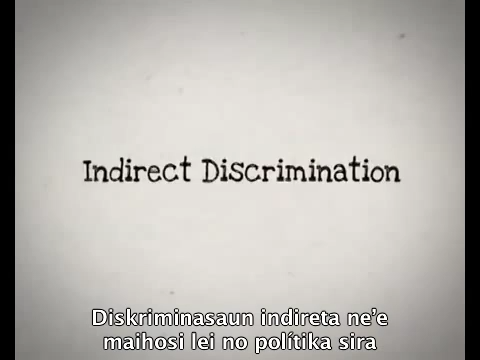 Indirect Discrimination
Diskriminasaun indireta ne'e
maihosi lei no polítika sira